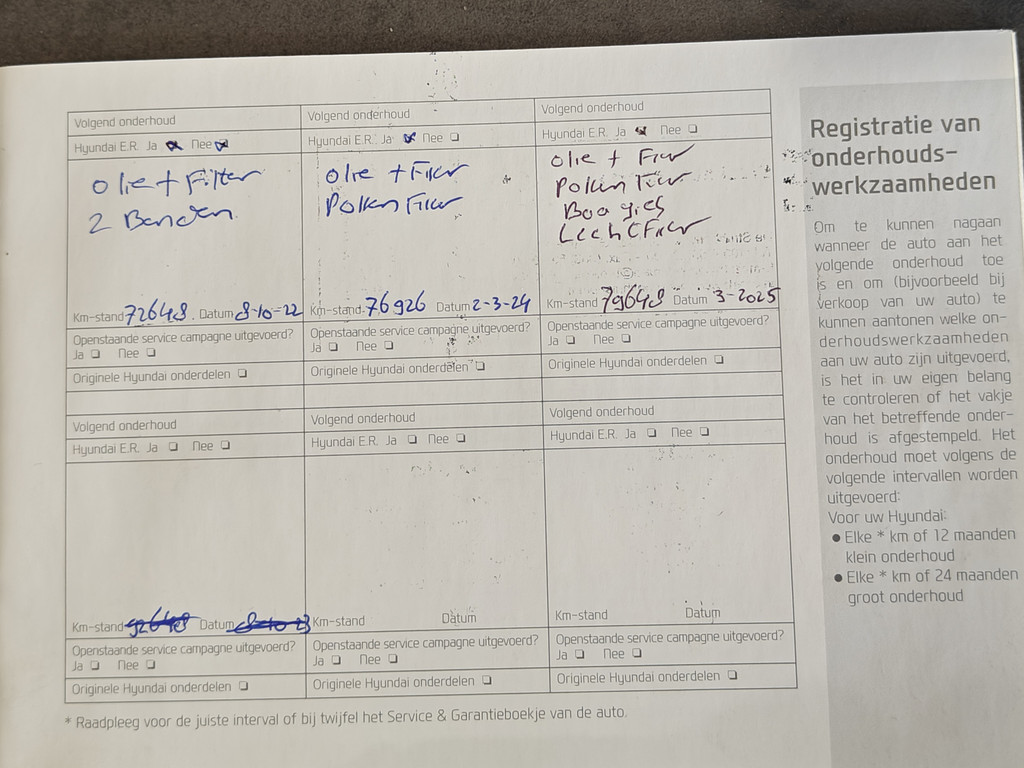 Volgend onderhoud
Hyundai E.R. Ja Nee
Olie + Filter
2 Banden
Km-stand 72648 Datum 8-10-22
Openstaande service campagne uitgevoerd?
Ja ❏ Nee ❏
Originele Hyundai onderdelen ❏
Volgend onderhoud
Hyundai E.R. Ja Nee ❏
Olie + Filter
Pollen Filter
Km-stand 76926 Datum 2-3-24
Openstaande service campagne uitgevoerd?
Ja ❏ Nee ❏
Originele Hyundai onderdelen ❏
Volgend onderhoud
Hyundai E.R. Ja Nee ❏
Olie + Filter
Pollen Filter
Bougies
Lucht Filter
Km-stand 79648 Datum 3-2025
Openstaande service campagne uitgevoerd?
Ja ❏ Nee ❏
Originele Hyundai onderdelen ❏
Volgend onderhoud
Hyundai E.R. Ja ❏ Nee ❏
Km-stand 92648 Datum 8-10-23
Openstaande service campagne uitgevoerd?
Ja ❏ Nee ❏
Originele Hyundai onderdelen ❏
Volgend onderhoud
Hyundai E.R. Ja ❏ Nee ❏
Km-stand Datum
Openstaande service campagne uitgevoerd?
Ja ❏ Nee ❏
Originele Hyundai onderdelen ❏
Volgend onderhoud
Hyundai E.R. Ja ❏ Nee ❏
Km-stand Datum
Openstaande service campagne uitgevoerd?
Ja ❏ Nee ❏
Originele Hyundai onderdelen ❏
* Raadpleeg voor de juiste interval of bij twijfel het Service & Garantieboekje van de auto.
Registratie van
onderhouds-
werkzaamheden
Om te kunnen nagaan
wanneer de auto aan het
volgende onderhoud toe
is en om (bijvoorbeeld bij
verkoop van uw auto) te
kunnen aantonen welke on-
derhoudswerkzaamheden
aan uw auto zijn uitgevoerd,
is het in uw eigen belang
te controleren of het vakje
van het betreffende onder-
houd is afgestempeld. Het
onderhoud moet volgens de
volgende intervallen worden
uitgevoerd:
Voor uw Hyundai:
● Elke * km of 12 maanden
klein onderhoud
● Elke * km of 24 maanden
groot onderhoud